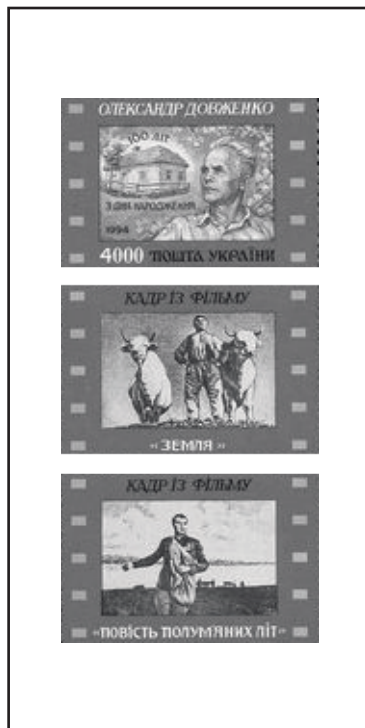 ОЛЕКСАНДР ДОВЖЕНКО
100 ЛІТ
З ДНЯ НАРОДЖЕННЯ
1994
4000 ПОШТА УКРАЇНИ
КАДР ІЗ ФІЛЬМУ
«ЗЕМЛЯ»
КАДР ІЗ ФІЛЬМУ
«ПОВІСТЬ ПОЛУМ'ЯНИХ ЛІТ»